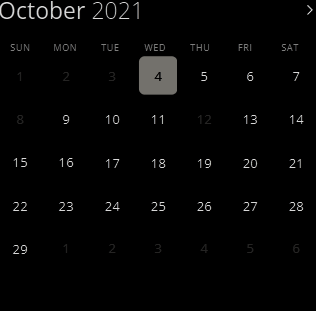 October 2021
SUN MON TUE WED THU FRI SAT
1 2 3 4 5 6 7
8 9 10 11 12 13 14
15 16 17 18 19 20 21
22 23 24 25 26 27 28
29 1 2 3 4 5 6